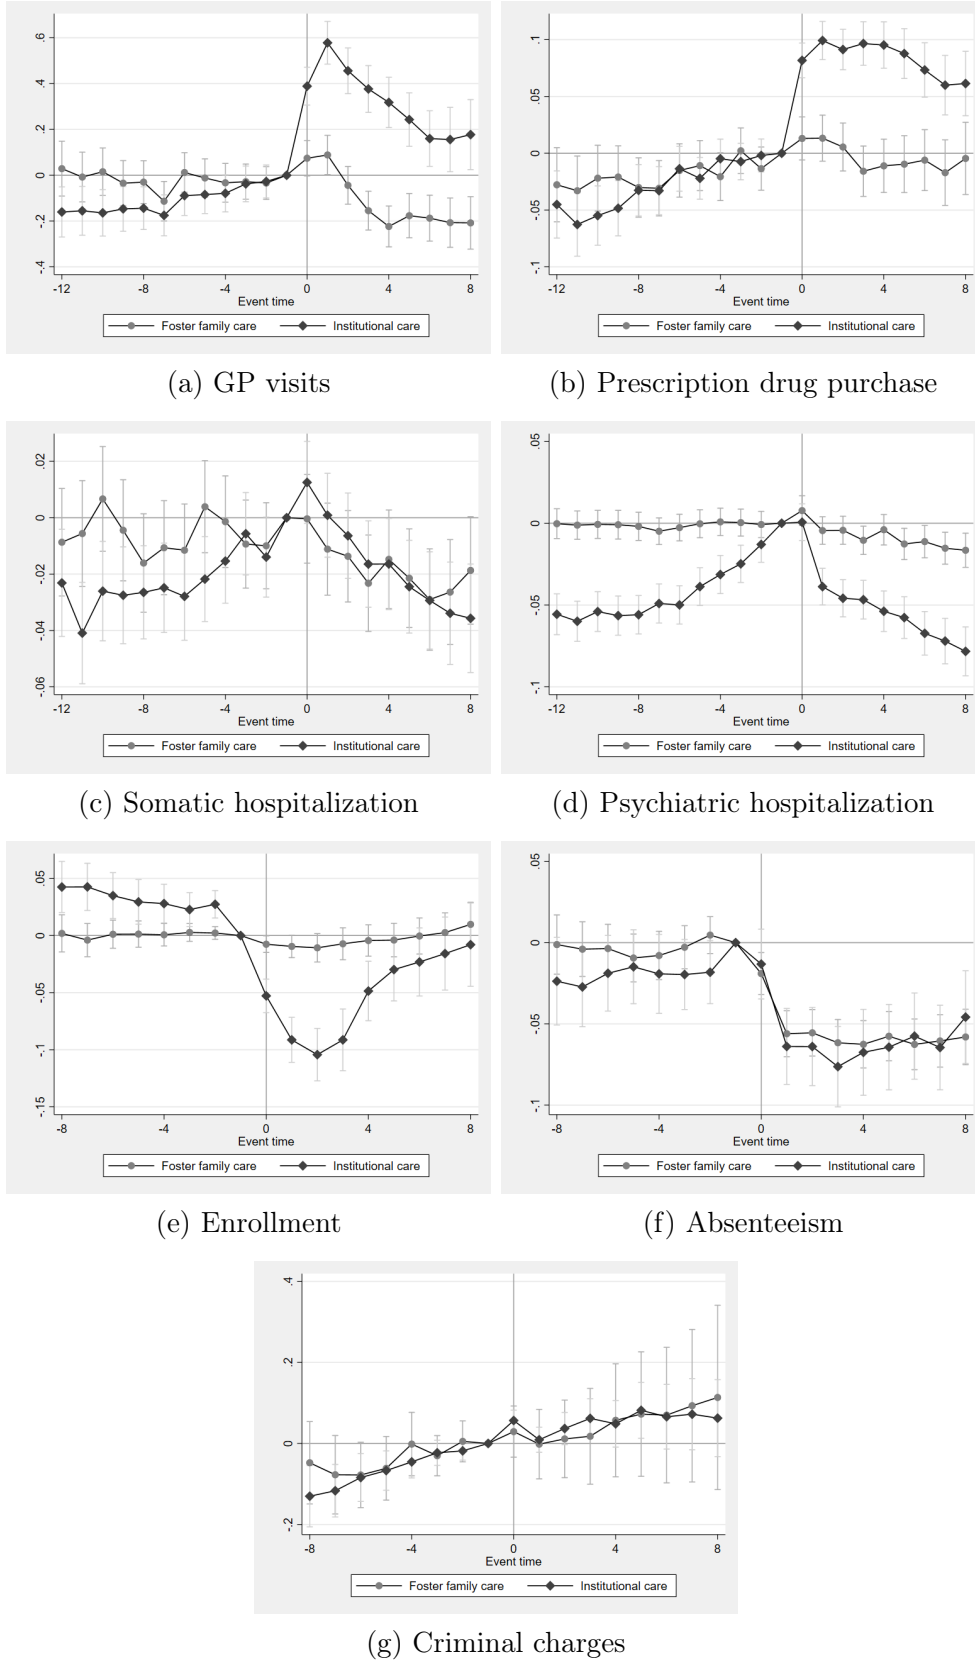 .6
.4
.2
0
-.2
-.4
-12 -8 -4 0 4 8
Event time
Foster family care Institutional care
(a) GP visits
.1
.05
0
-.05
-.1
-12 -8 -4 0 4 8
Event time
Foster family care Institutional care
(b) Prescription drug purchase
.02
0
-.02
-.04
-.06
-12 -8 -4 0 4 8
Event time
Foster family care Institutional care
(c) Somatic hospitalization
.05
0
-.05
-.1
-12 -8 -4 0 4 8
Event time
Foster family care Institutional care
(d) Psychiatric hospitalization
.05
0
-.05
-.1
-.15
-8 -4 0 4 8
Event time
Foster family care Institutional care
(e) Enrollment
.05
0
-.05
-.1
-8 -4 0 4 8
Event time
Foster family care Institutional care
(f) Absenteeism
.4
.2
0
-.2
-8 -4 0 4 8
Event time
Foster family care Institutional care
(g) Criminal charges